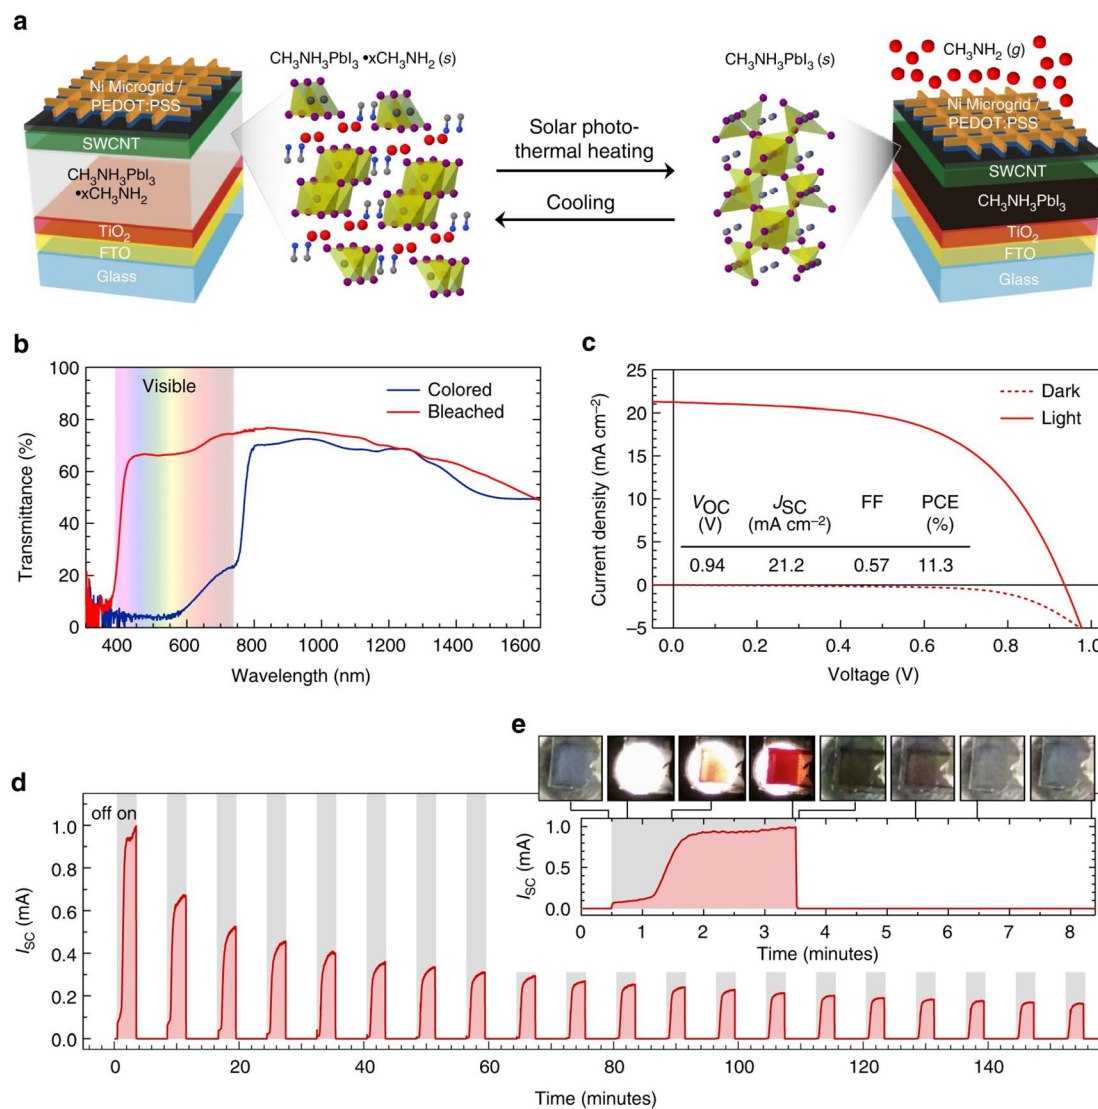 a
CH₃NH₃PbI₃ •xCH₃NH₂ (s)
CH₃NH₃PbI₃ (s)
CH₃NH₂ (g)
Ni Microgrid /
PEDOT:PSS
SWCNT
CH₃NH₃PbI₃
•xCH₃NH₂
TiO₂
FTO
Glass
Solar photo-
thermal heating
Cooling
Ni Microgrid /
PEDOT:PSS
SWCNT
CH₃NH₃PbI₃
TiO₂
FTO
Glass
b
Transmittance (%)
100
80
60
40
20
0
Visible
Colored
Bleached
400 600 800 1000 1200 1400 1600
Wavelength (nm)
c
Current density (mA cm⁻²)
25
20
15
10
5
0
–5
Dark
Light
VOC
(V)
JSC
(mA cm⁻²)
FF
PCE
(%)
0.94 21.2 0.57 11.3
0.0 0.2 0.4 0.6 0.8 1.0
Voltage (V)
d
ISC (mA)
1.0
0.8
0.6
0.4
0.2
0.0
off on
0 20 40 60 80 100 120 140
Time (minutes)
e
ISC (mA)
1.0
0.5
0.0
0 1 2 3 4 5 6 7 8
Time (minutes)